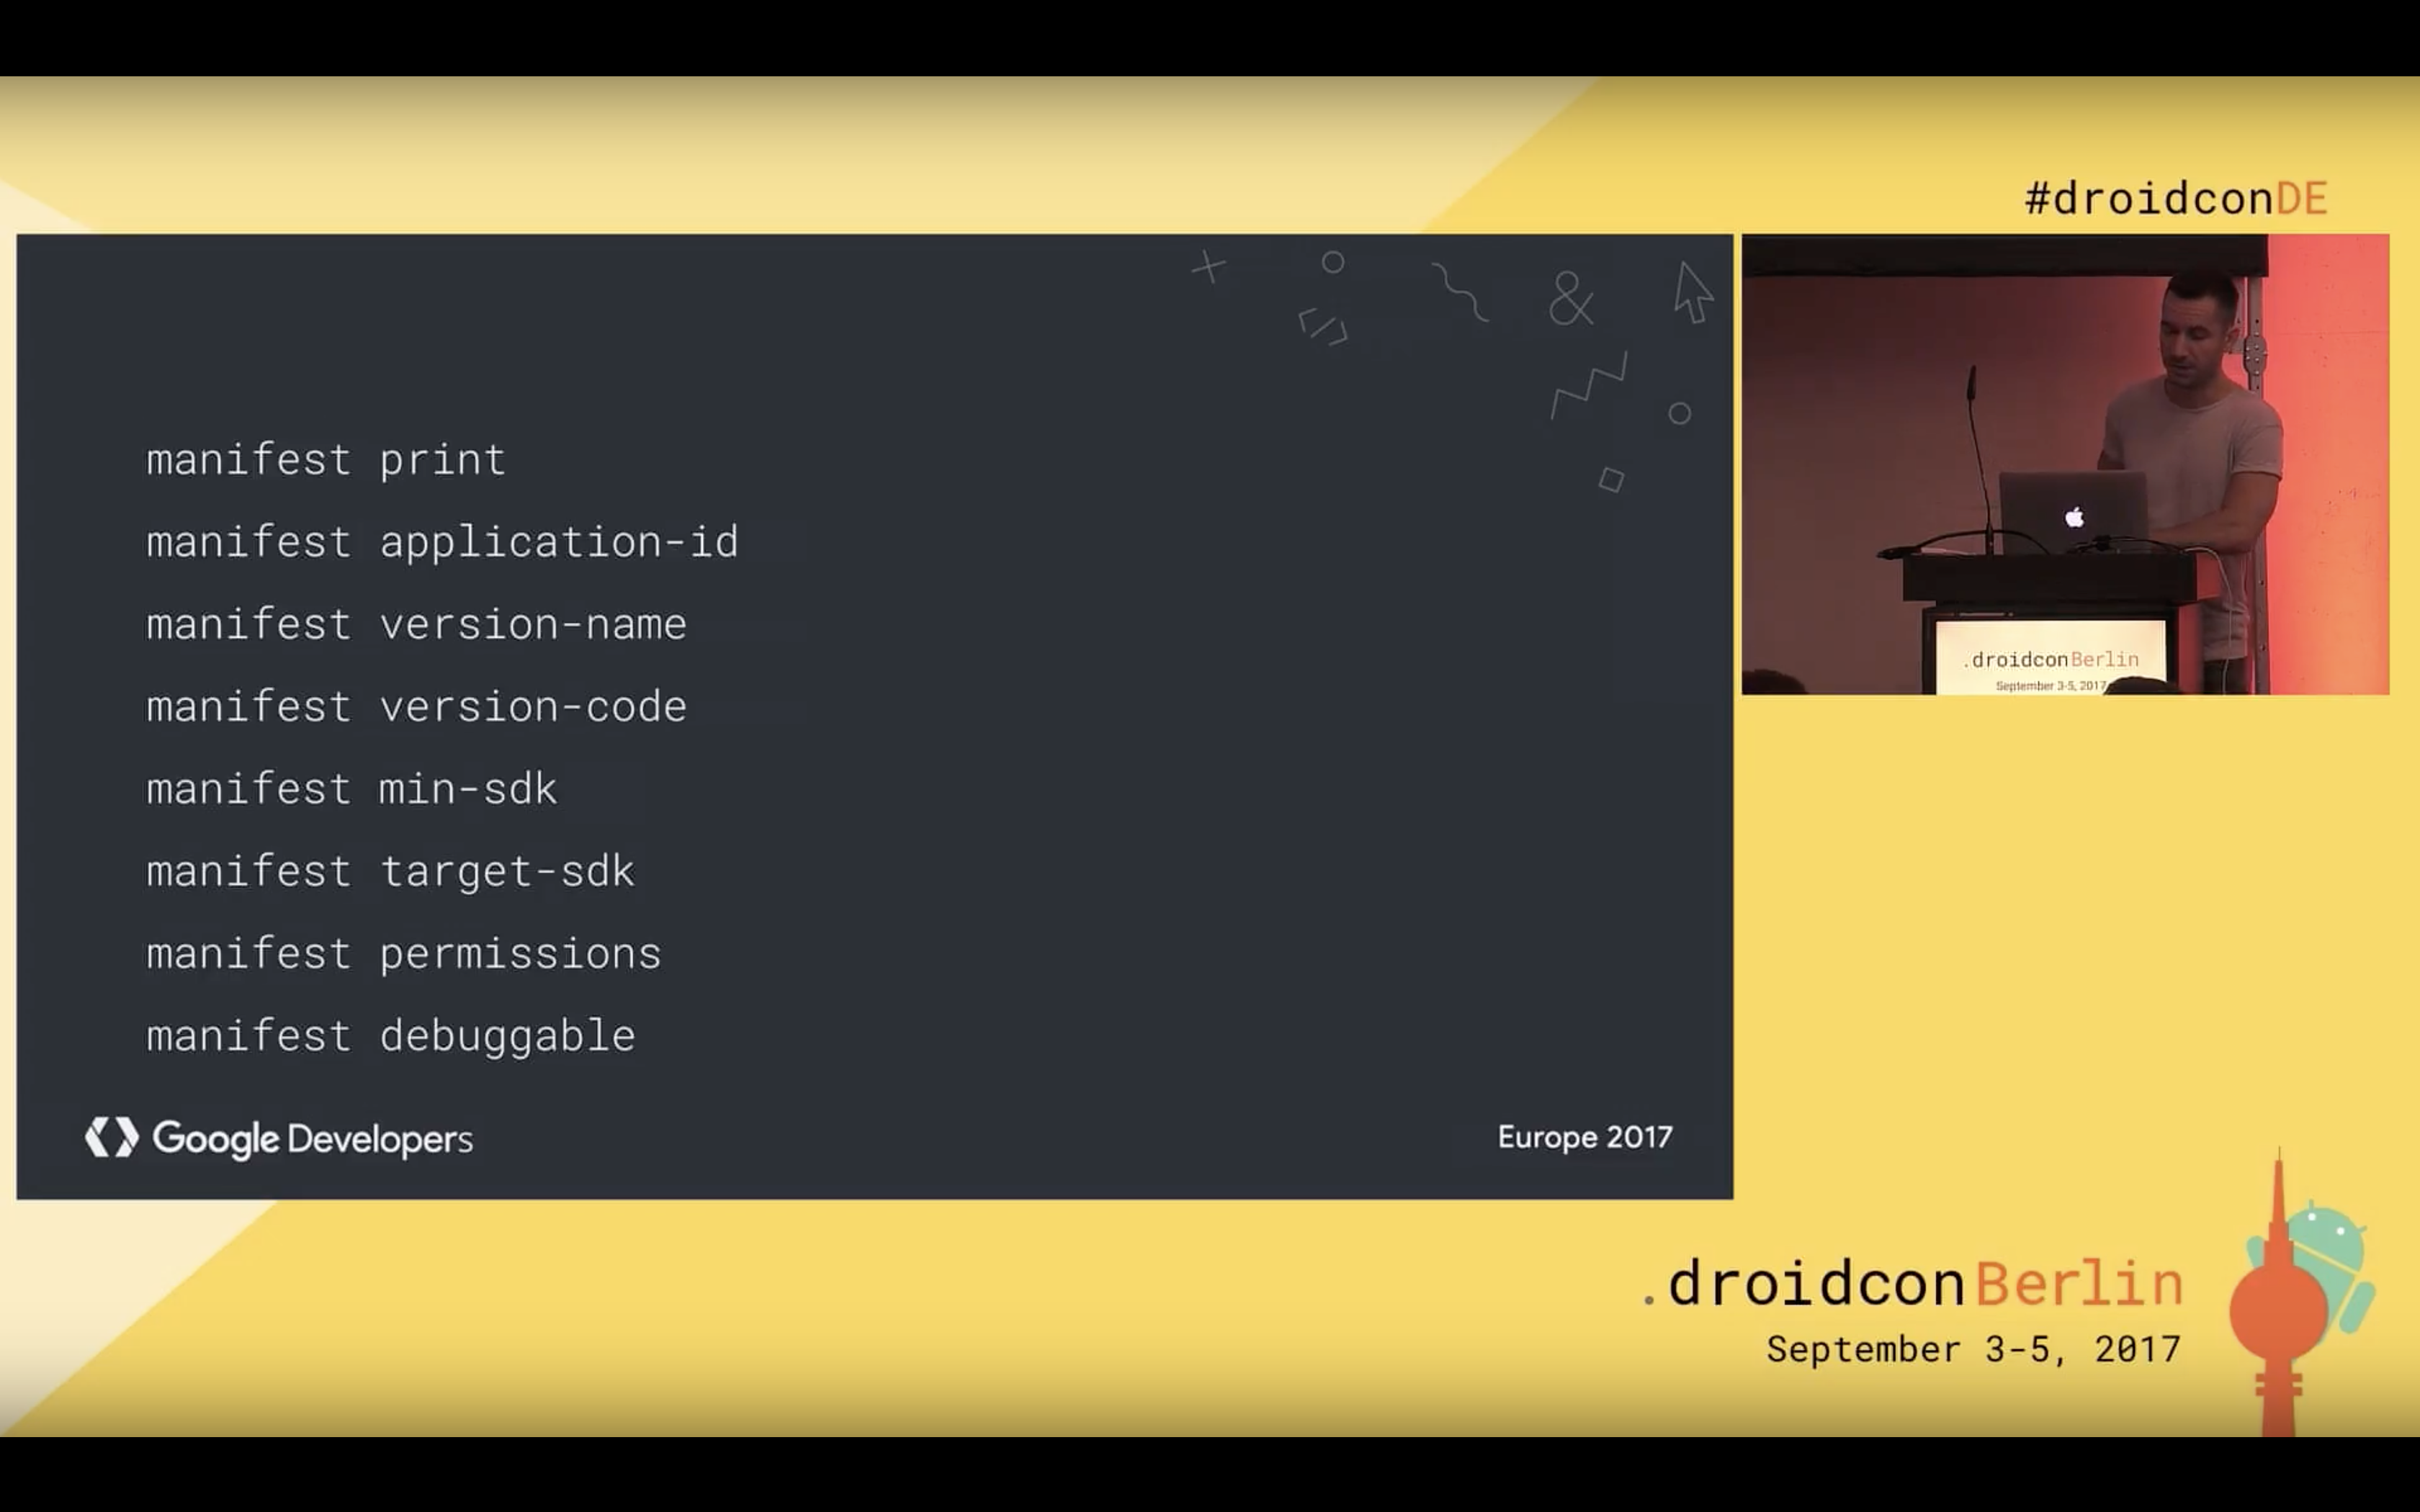 #droidconDE
manifest print
manifest application-id
manifest version-name
manifest version-code
manifest min-sdk
manifest target-sdk
manifest permissions
manifest debuggable
Google Developers
Europe 2017
.droidconBerlin
September 3-5, 2017
.droidconBerlin
September 3-5, 2017